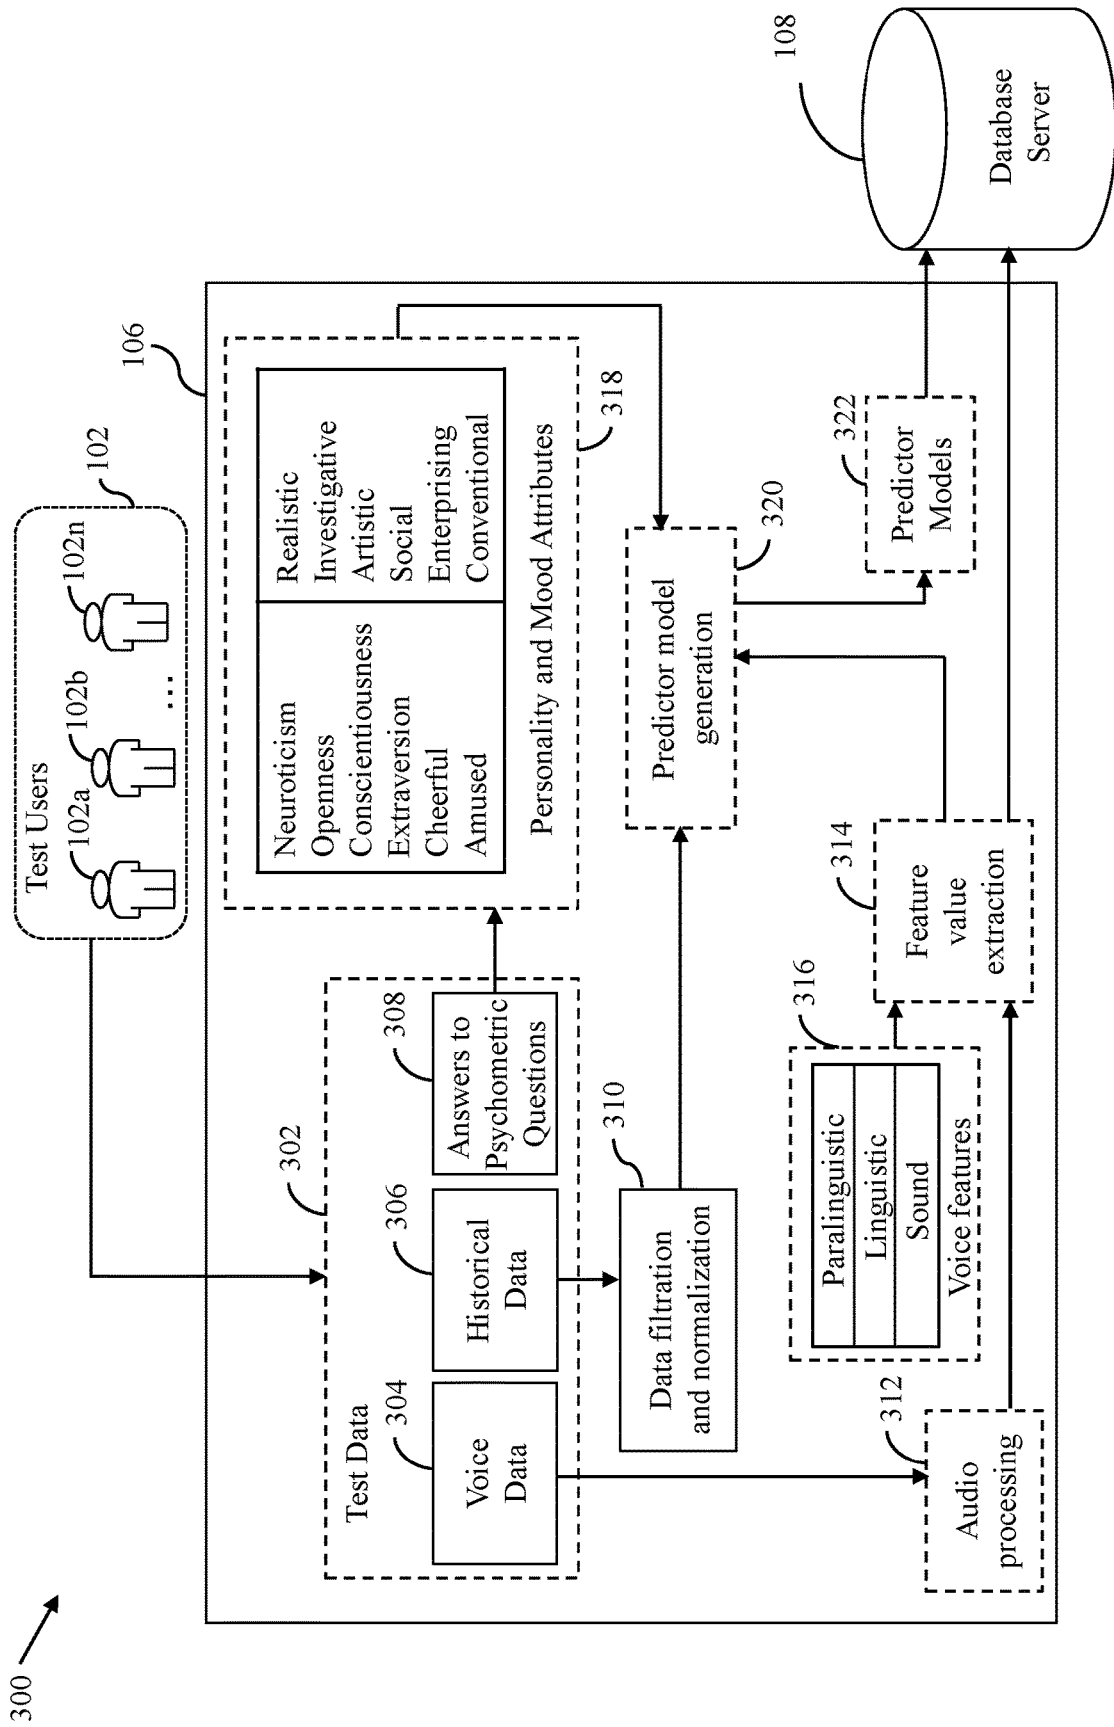 300
Test Users
102a
102b
102n
...
102
106
302
Test Data
304
306
308
Voice
Data
Historical
Data
Answers to
Psychometric
Questions
Neuroticism
Openness
Conscientiousness
Extraversion
Cheerful
Amused
Realistic
Investigative
Artistic
Social
Enterprising
Conventional
Personality and Mood Attributes
318
310
Data filtration
and normalization
Predictor model
generation
320
312
Audio
processing
316
Paralinguistic
Linguistic
Sound
Voice features
314
Feature
value
extraction
322
Predictor
Models
108
Database
Server